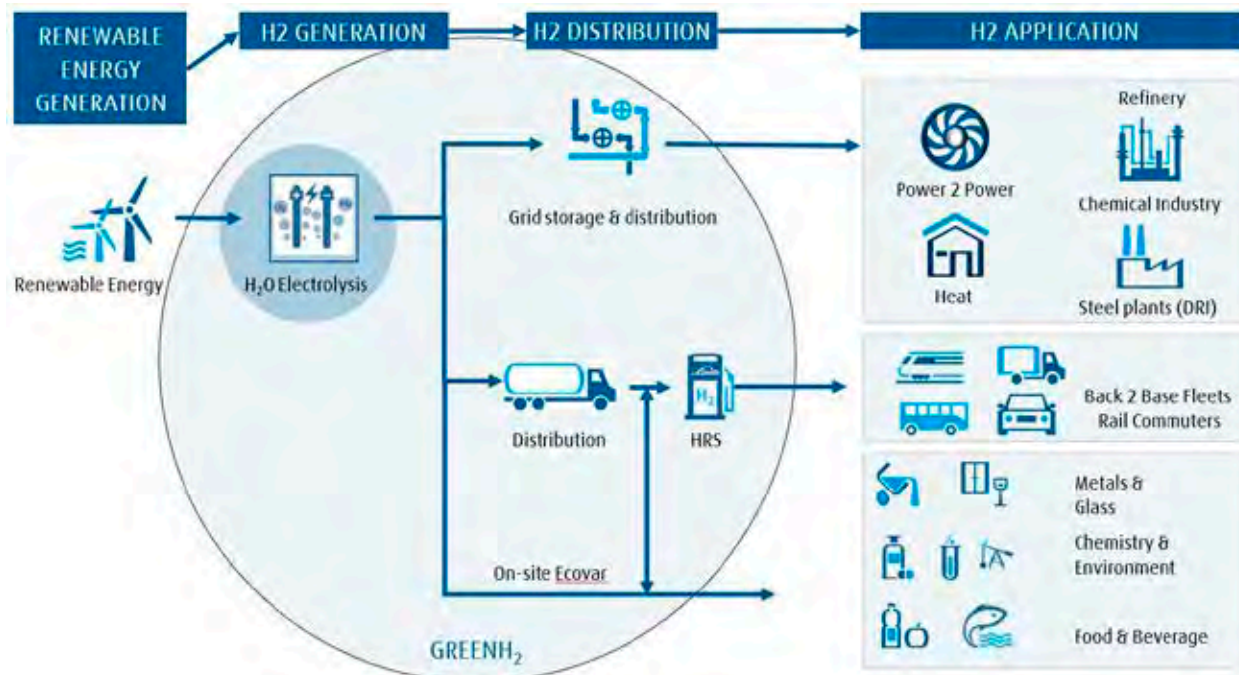 RENEWABLE
ENERGY
GENERATION
H2 GENERATION
H2 DISTRIBUTION
H2 APPLICATION
Renewable Energy
H₂O Electrolysis
Grid storage & distribution
Power 2 Power
Refinery
Chemical Industry
Heat
Steel plants (DRI)
Distribution
H₂
HRS
Back 2 Base Fleets
Rail Commuters
On-site Ecovar
Metals &
Glass
Chemistry &
Environment
Food & Beverage
GREENH₂